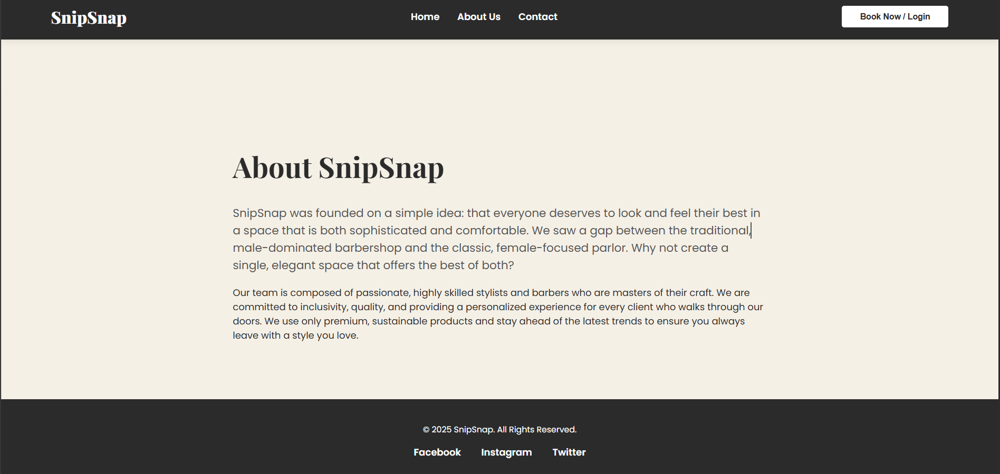 SnipSnap
Home About Us Contact
Book Now / Login
About SnipSnap
SnipSnap was founded on a simple idea: that everyone deserves to look and feel their best in
a space that is both sophisticated and comfortable. We saw a gap between the traditional,
male-dominated barbershop and the classic, female-focused parlor. Why not create a
single, elegant space that offers the best of both?
Our team is composed of passionate, highly skilled stylists and barbers who are masters of their craft. We are
committed to inclusivity, quality, and providing a personalized experience for every client who walks through our
doors. We use only premium, sustainable products and stay ahead of the latest trends to ensure you always
leave with a style you love.
© 2025 SnipSnap. All Rights Reserved.
Facebook Instagram Twitter